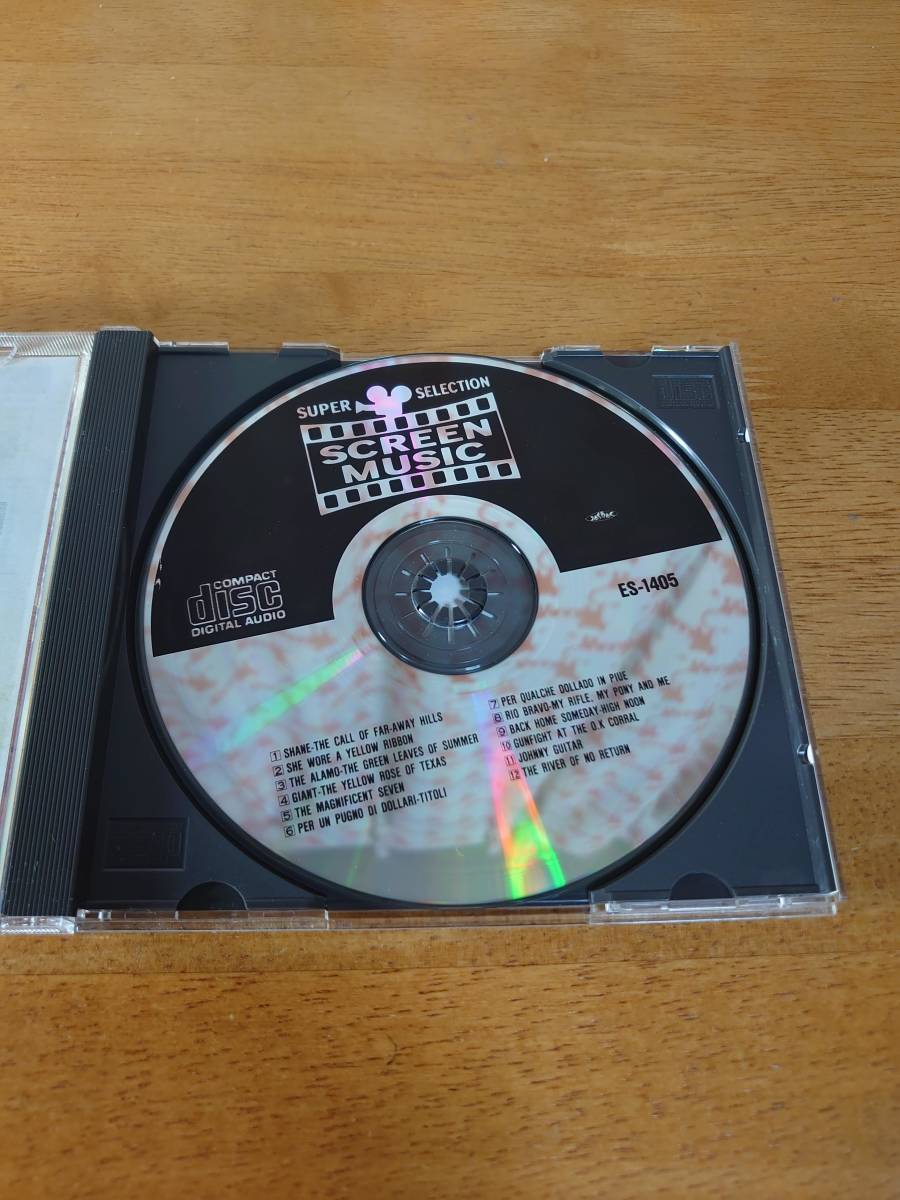 SUPER SELECTION
SCREEN
MUSIC
COMPACT
disc
DIGITAL AUDIO
ES-1405
1 SHANE-THE CALL OF FAR-AWAY HILLS
2 SHE WORE A YELLOW RIBBON
3 THE ALAMO-THE GREEN LEAVES OF SUMMER
4 GIANT-THE YELLOW ROSE OF TEXAS
5 THE MAGNIFICENT SEVEN
6 PER UN PUGNO DI DOLLARI-TITOLI
7 PER QUALCHE DOLLADO IN PIUE
8 RIO BRAVO-MY RIFLE, MY PONY AND ME
9 BACK HOME SOMEDAY-HIGH NOON
10 GUNFIGHT AT THE O.K CORRAL
11 JOHNNY GUITAR
12 THE RIVER OF NO RETURN